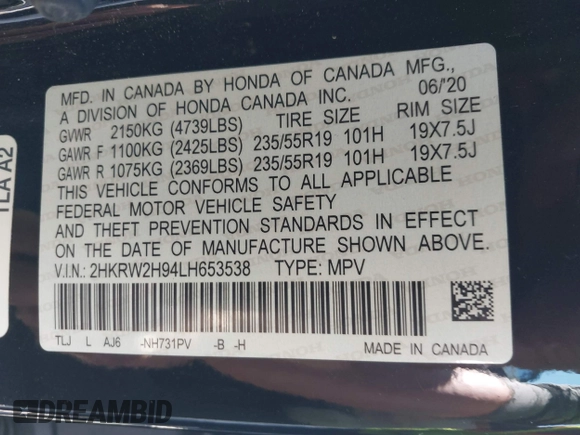 MFD. IN CANADA BY HONDA OF CANADA MFG.,
A DIVISION OF HONDA CANADA INC. 06/'20
GVWR 2150KG (4739LBS) TIRE SIZE RIM SIZE
GAWR F 1100KG (2425LBS) 235/55R19 101H 19X7.5J
GAWR R 1075KG (2369LBS) 235/55R19 101H 19X7.5J
THIS VEHICLE CONFORMS TO ALL APPLICABLE
FEDERAL MOTOR VEHICLE SAFETY
AND THEFT PREVENTION STANDARDS IN EFFECT
ON THE DATE OF MANUFACTURE SHOWN ABOVE.
V.I.N.: 2HKRW2H94LH653538 TYPE: MPV
TLJ L AJ6 -NH731PV -B -H
MADE IN CANADA
TLA A2
DREAMBID